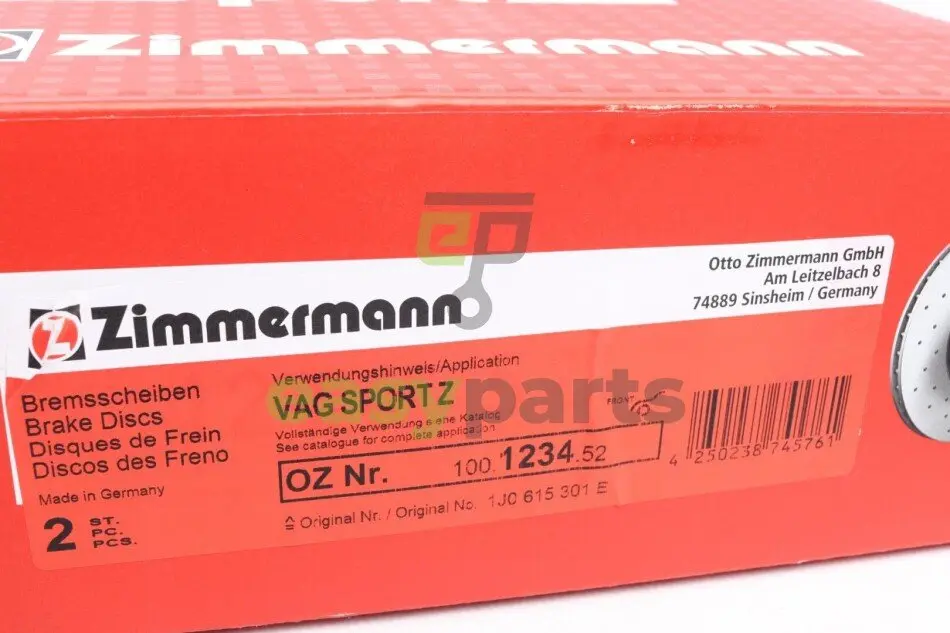 Zimmermann
Otto Zimmermann GmbH
Am Leitzelbach 8
74889 Sinsheim / Germany
Z Zimmermann
Bremsscheiben
Brake Discs
Disques de Frein
Discos des Freno
Made in Germany
2 ST.
PC.
PCS.
Verwendungshinweis/Application
VAG SPORT Z
Vollständige Verwendung siehe Katalog
See catalogue for complete application
OZ Nr. 100.1234.52
≙ Original Nr. / Original No. 1J0 615 301 E
FRONT
4 250238 745761
ep
parts